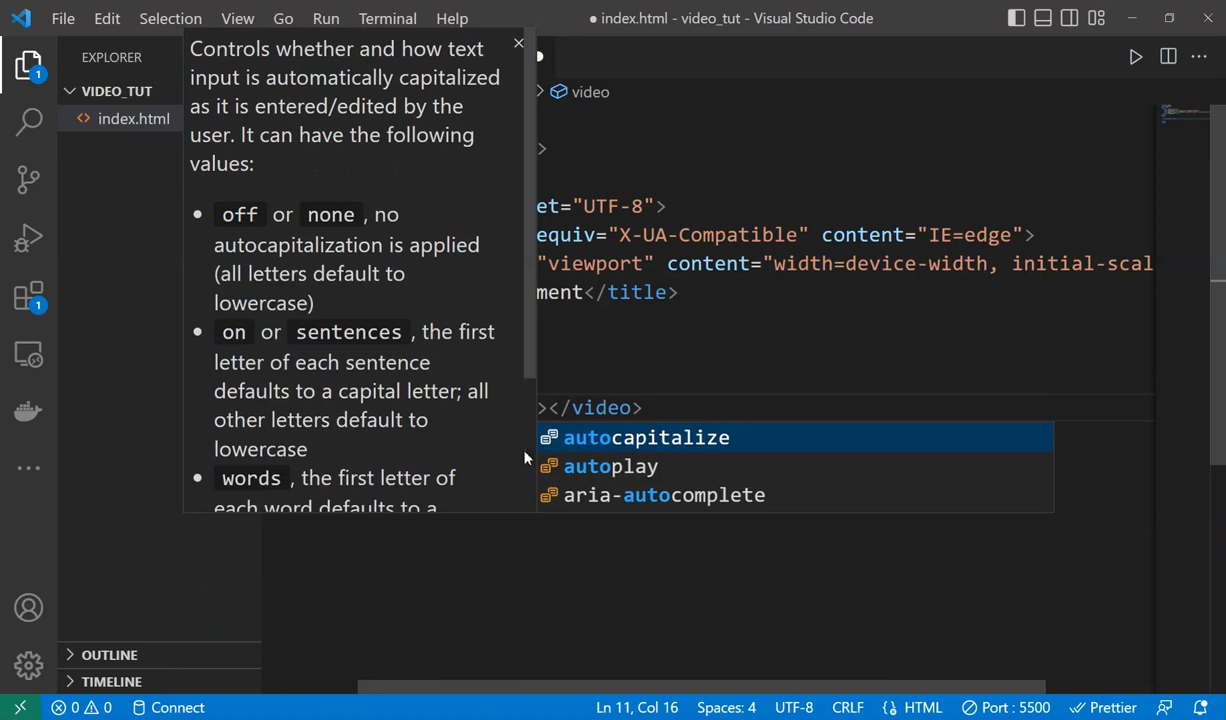 File Edit Selection View Go Run Terminal Help
● index.html - video_tut - Visual Studio Code
EXPLORER
VIDEO_TUT
<> index.html
1
1
Controls whether and how text
input is automatically capitalized
as it is entered/edited by the
user. It can have the following
values:
• off or none, no
autocapitalization is applied
(all letters default to
lowercase)
• on or sentences, the first
letter of each sentence
defaults to a capital letter; all
other letters default to
lowercase
• words, the first letter of
each word defaults to a
> video
>
et="UTF-8">
equiv="X-UA-Compatible" content="IE=edge">
"viewport" content="width=device-width, initial-scal
ment</title>
></video>
autocapitalize
autoplay
aria-autocomplete
OUTLINE
TIMELINE
0 0 Connect
Ln 11, Col 16 Spaces: 4 UTF-8 CRLF {} HTML Port : 5500 Prettier